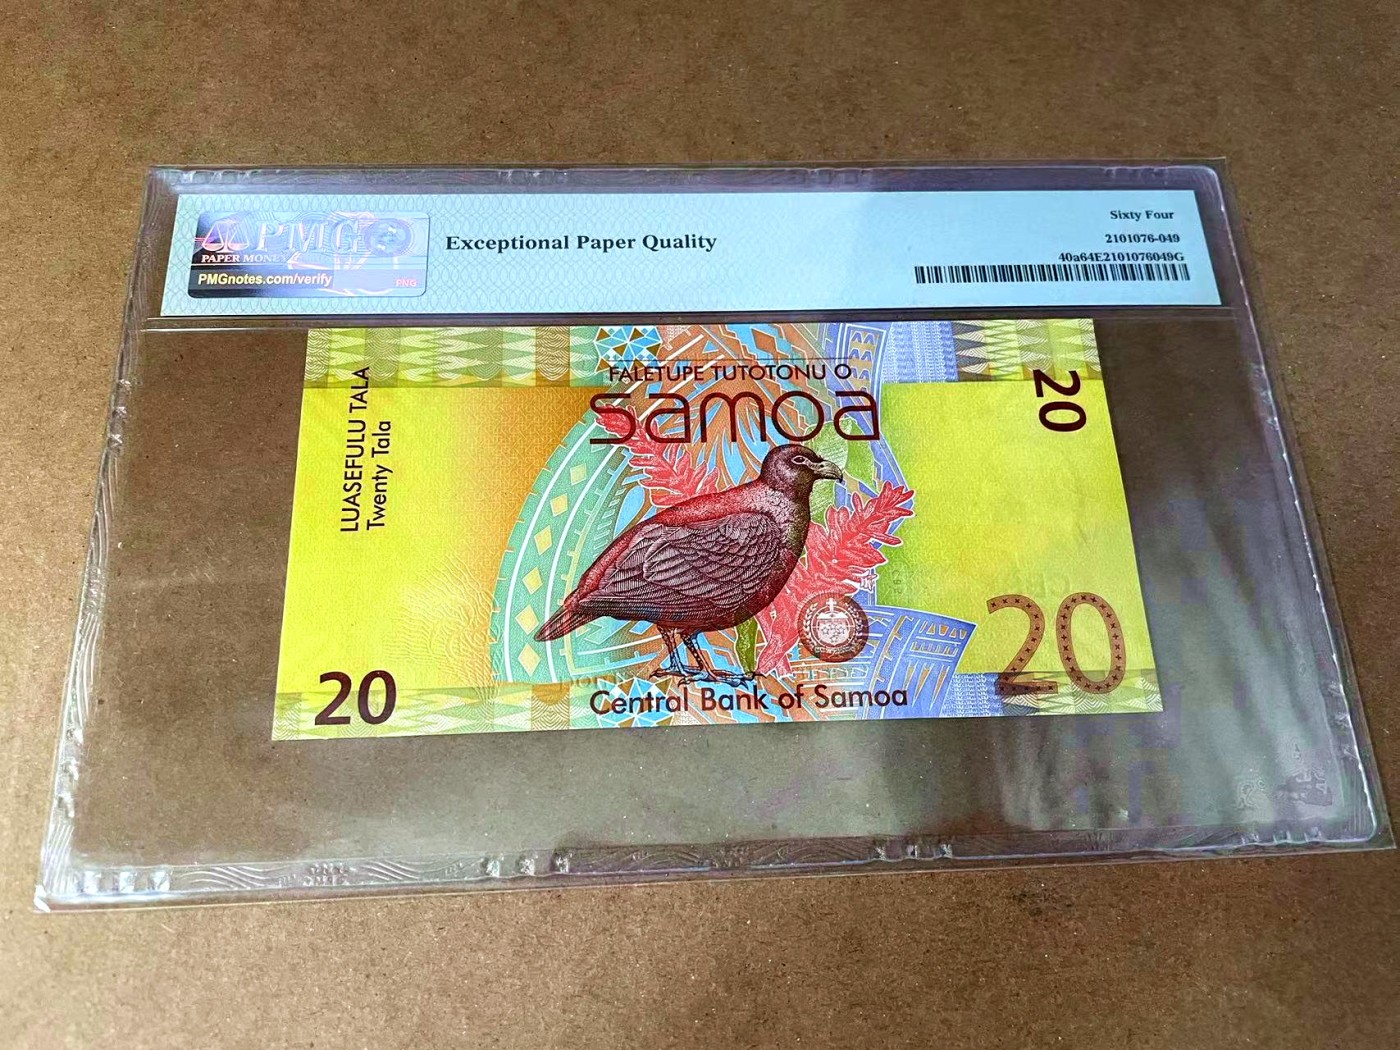 PMG
PAPER MONEY
PMGnotes.com/verify
PNG
Exceptional Paper Quality
Sixty Four
2101076-049
40a64E2101076049G
LUASEFULU TALA
Twenty Tala
FALETUPE TUTOTONU O
samoa
20
20
20
Central Bank of Samoa